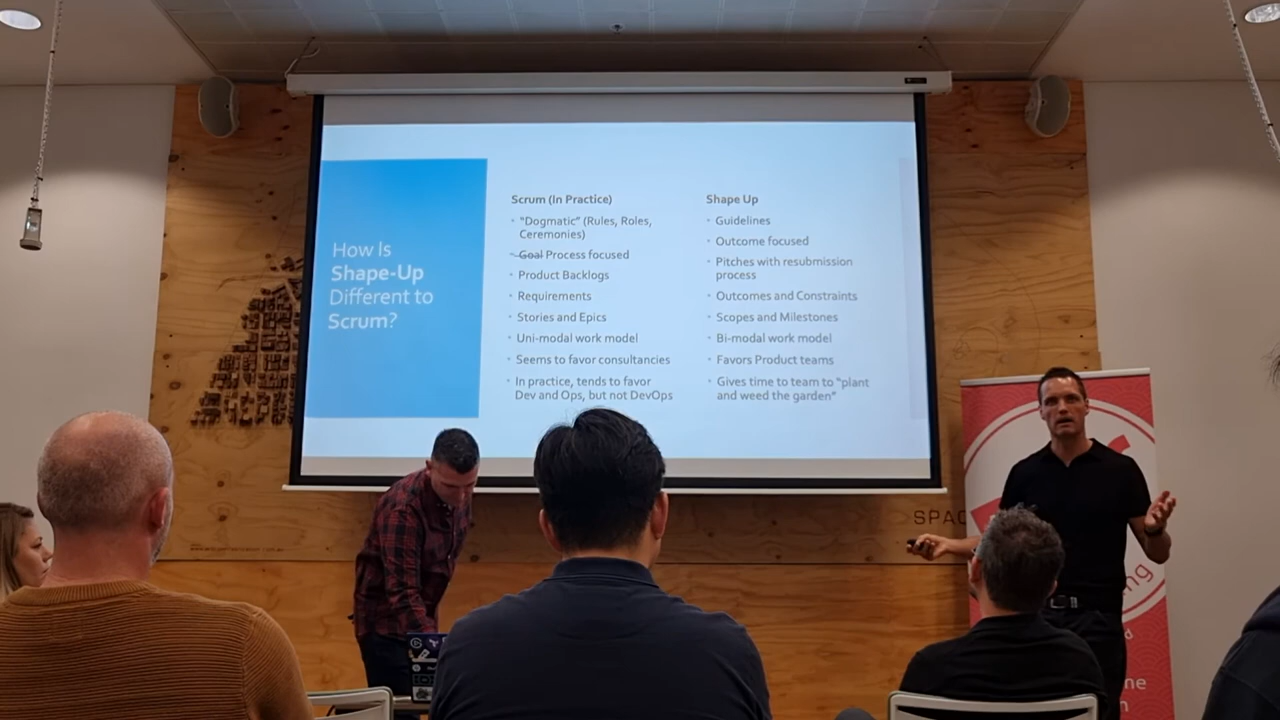 How Is
Shape-Up
Different to
Scrum?
Scrum (In Practice)
"Dogmatic" (Rules, Roles,
Ceremonies)
Goal Process focused
Product Backlogs
Requirements
Stories and Epics
Uni-modal work model
Seems to favor consultancies
In practice, tends to favor
Dev and Ops, but not DevOps
Shape Up
Guidelines
Outcome focused
Pitches with resubmission
process
Outcomes and Constraints
Scopes and Milestones
Bi-modal work model
Favors Product teams
Gives time to team to "plant
and weed the garden"
SPAC
ng
d
ne
n